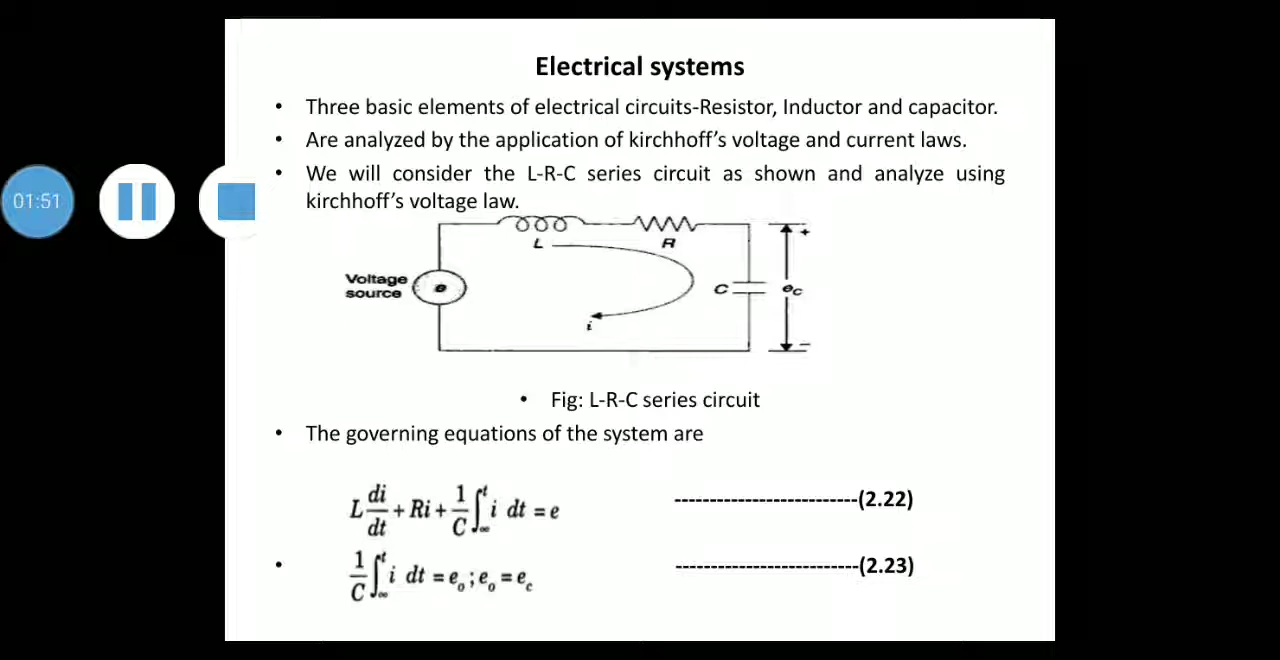 Electrical systems
• Three basic elements of electrical circuits-Resistor, Inductor and capacitor.
• Are analyzed by the application of kirchhoff's voltage and current laws.
01:51
• We will consider the L-R-C series circuit as shown and analyze using
kirchhoff's voltage law.
L R
Voltage
source
e
C
e_c
+
−
i
• Fig: L-R-C series circuit
• The governing equations of the system are
L di/dt + Ri + 1/C ∫_∞^t i dt = e --------------------------(2.22)
• 1/C ∫_∞^t i dt = e_o ; e_o = e_c --------------------------(2.23)